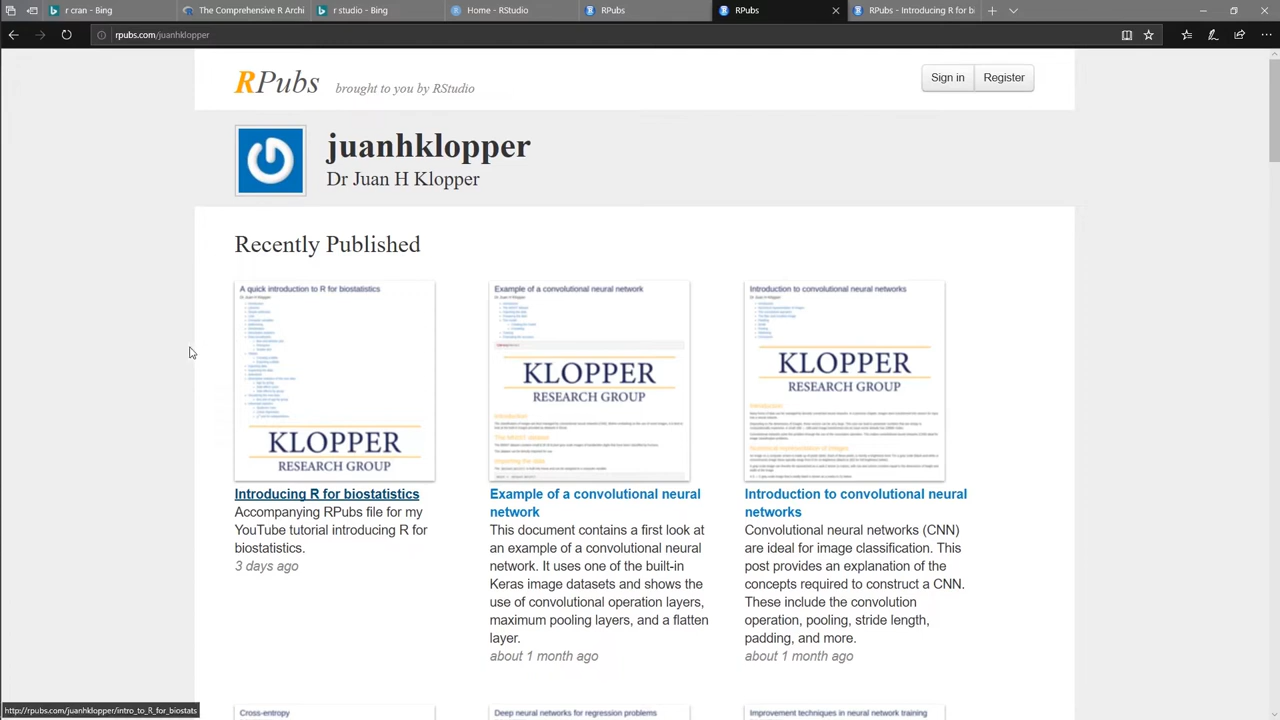 r cran - Bing
The Comprehensive R Archi
r studio - Bing
Home - RStudio
RPubs
RPubs
RPubs - Introducing R for bi
rpubs.com/juanhklopper
RPubs brought to you by RStudio
Sign in
Register
juanhklopper
Dr Juan H Klopper
Recently Published
A quick introduction to R for biostatistics
KLOPPER
RESEARCH GROUP
Introducing R for biostatistics
Accompanying RPubs file for my
YouTube tutorial introducing R for
biostatistics.
3 days ago
Example of a convolutional neural network
KLOPPER
RESEARCH GROUP
Example of a convolutional neural
network
This document contains a first look at
an example of a convolutional neural
network. It uses one of the built-in
Keras image datasets and shows the
use of convolutional operation layers,
maximum pooling layers, and a flatten
layer.
about 1 month ago
Introduction to convolutional neural networks
KLOPPER
RESEARCH GROUP
Introduction to convolutional neural
networks
Convolutional neural networks (CNN)
are ideal for image classification. This
post provides an explanation of the
concepts required to construct a CNN.
These include the convolution
operation, pooling, stride length,
padding, and more.
about 1 month ago
Cross-entropy
Deep neural networks for regression problems
Improvement techniques in neural network training
http://rpubs.com/juanhklopper/intro_to_R_for_biostats